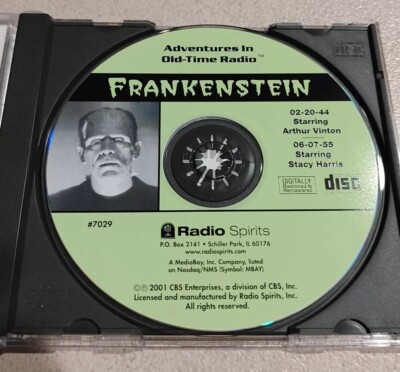 Adventures In
Old-Time Radio™
FRANKENSTEIN
02-20-44
Starring
Arthur Vinton
06-07-55
Starring
Stacy Harris
DIGITALLY
Restored &
Remastered
disc
#7029
Radio Spirits
P.O. Box 2141 • Schiller Park, IL 60176
www.radiospirits.com
A MediaBay, Inc. Company, listed
on Nasdaq/NMS (Symbol: MBAY)
©℗ 2001 CBS Enterprises, a division of CBS, Inc.
Licensed and manufactured by Radio Spirits, Inc.
All rights reserved.